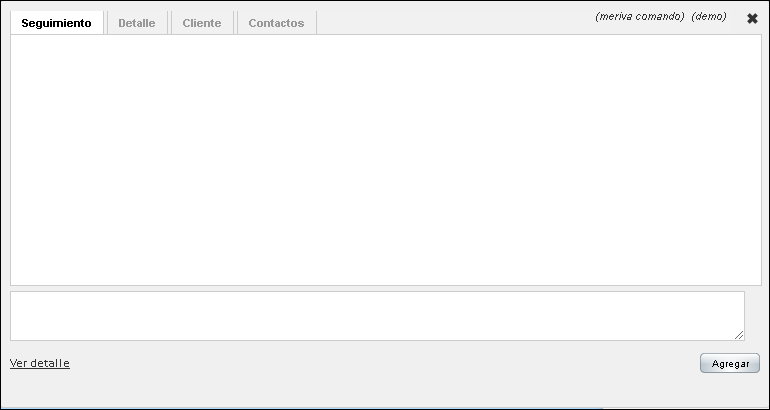 Seguimiento Detalle Cliente Contactos (meriva comando) (demo)
Ver detalle Agregar